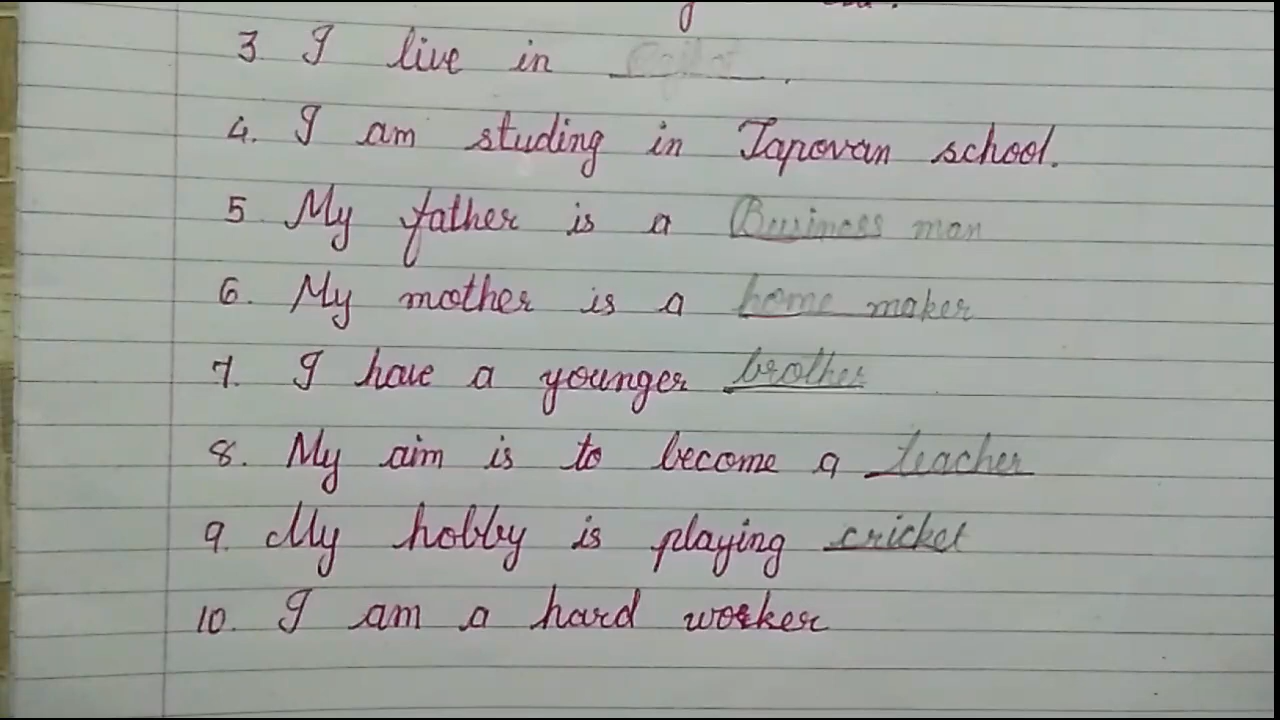 3 I live in ______.
4. I am studing in Tapovan school.
5 My father is a Business man
6. My mother is a home maker
7. I have a younger brother
8. My aim is to become a teacher
9. My hobby is playing cricket
10. I am a hard worker